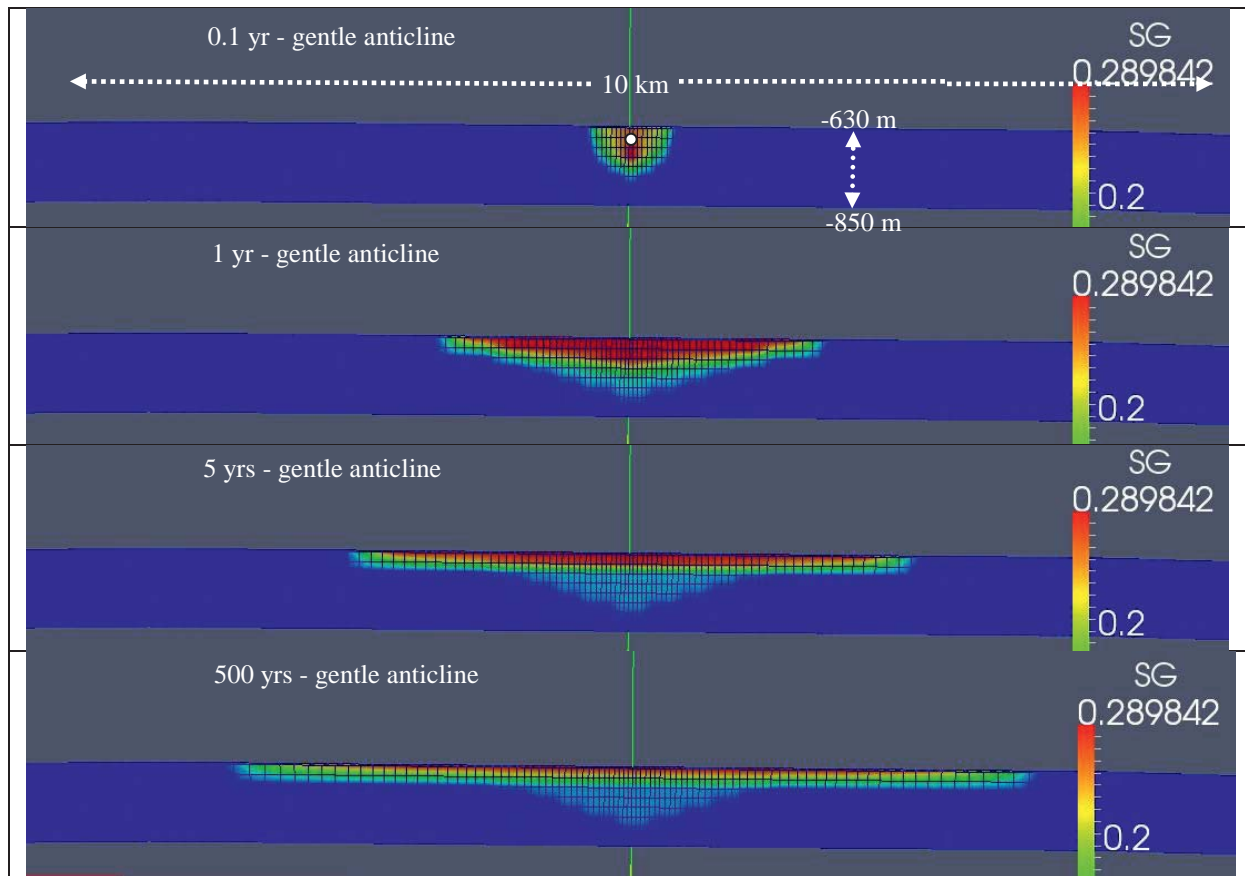 0.1 yr - gentle anticline
SG
0.289842
10 km
-630 m
0.2
-850 m
1 yr - gentle anticline
SG
0.289842
0.2
5 yrs - gentle anticline
SG
0.289842
0.2
500 yrs - gentle anticline
SG
0.289842
0.2